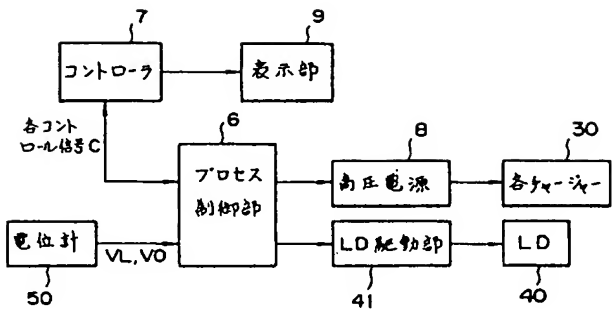 7
コントローラ
9
表示部
各コント
ロール信号C
6
プロセス
制御部
8
高圧電源
30
各チャージャー
電位計
50
VL,VO
LD駆動部
41
LD
40